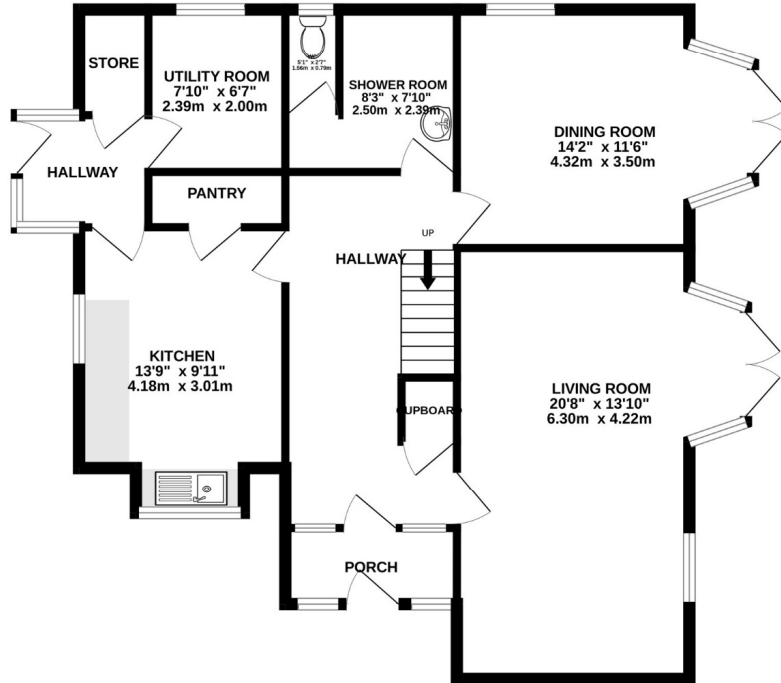 STORE
UTILITY ROOM
7'10" x 6'7"
2.39m x 2.00m
5'1" x 2'7"
1.56m x 0.79m
SHOWER ROOM
8'3" x 7'10"
2.50m x 2.39m
DINING ROOM
14'2" x 11'6"
4.32m x 3.50m
HALLWAY
PANTRY
UP
HALLWAY
KITCHEN
13'9" x 9'11"
4.18m x 3.01m
LIVING ROOM
20'8" x 13'10"
6.30m x 4.22m
CUPBOARD
PORCH